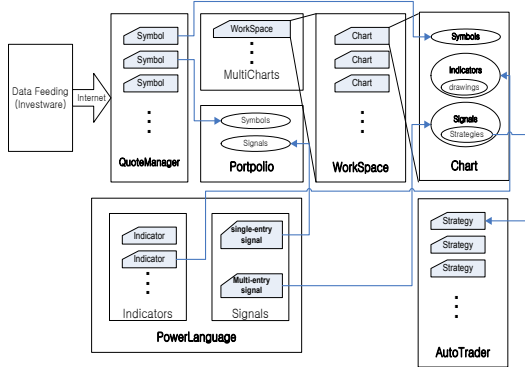 Data Feeding
(Investware)
Internet
Symbol
Symbol
Symbol
QuoteManager
WorkSpace
MultiCharts
Symbols
Signals
Portpolio
Chart
Chart
Chart
WorkSpace
Symbols
Indicators
drawings
Signals
Strategies
Chart
Indicator
Indicator
Indicators
single-entry
signal
Multi-entry
signal
Signals
PowerLanguage
Strategy
Strategy
Strategy
AutoTrader